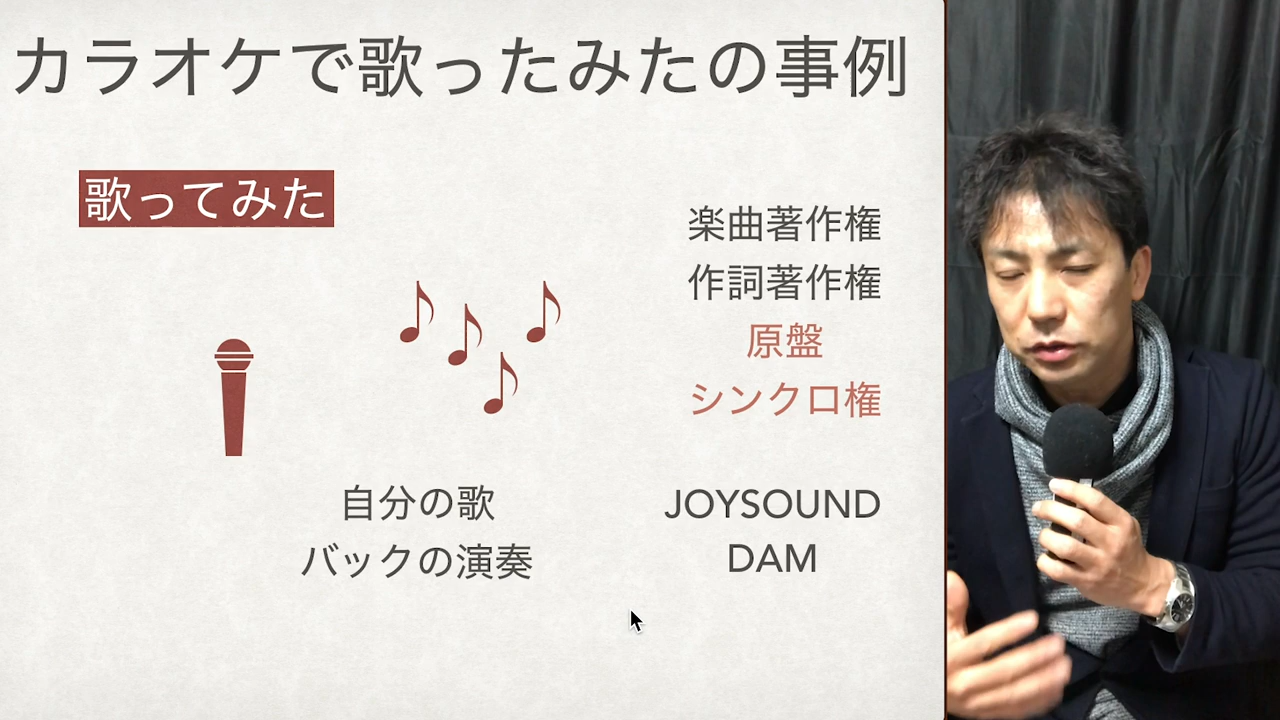 カラオケで歌ったみたの事例
歌ってみた
楽曲著作権
作詞著作権
原盤
シンクロ権
自分の歌
バックの演奏
JOYSOUND
DAM